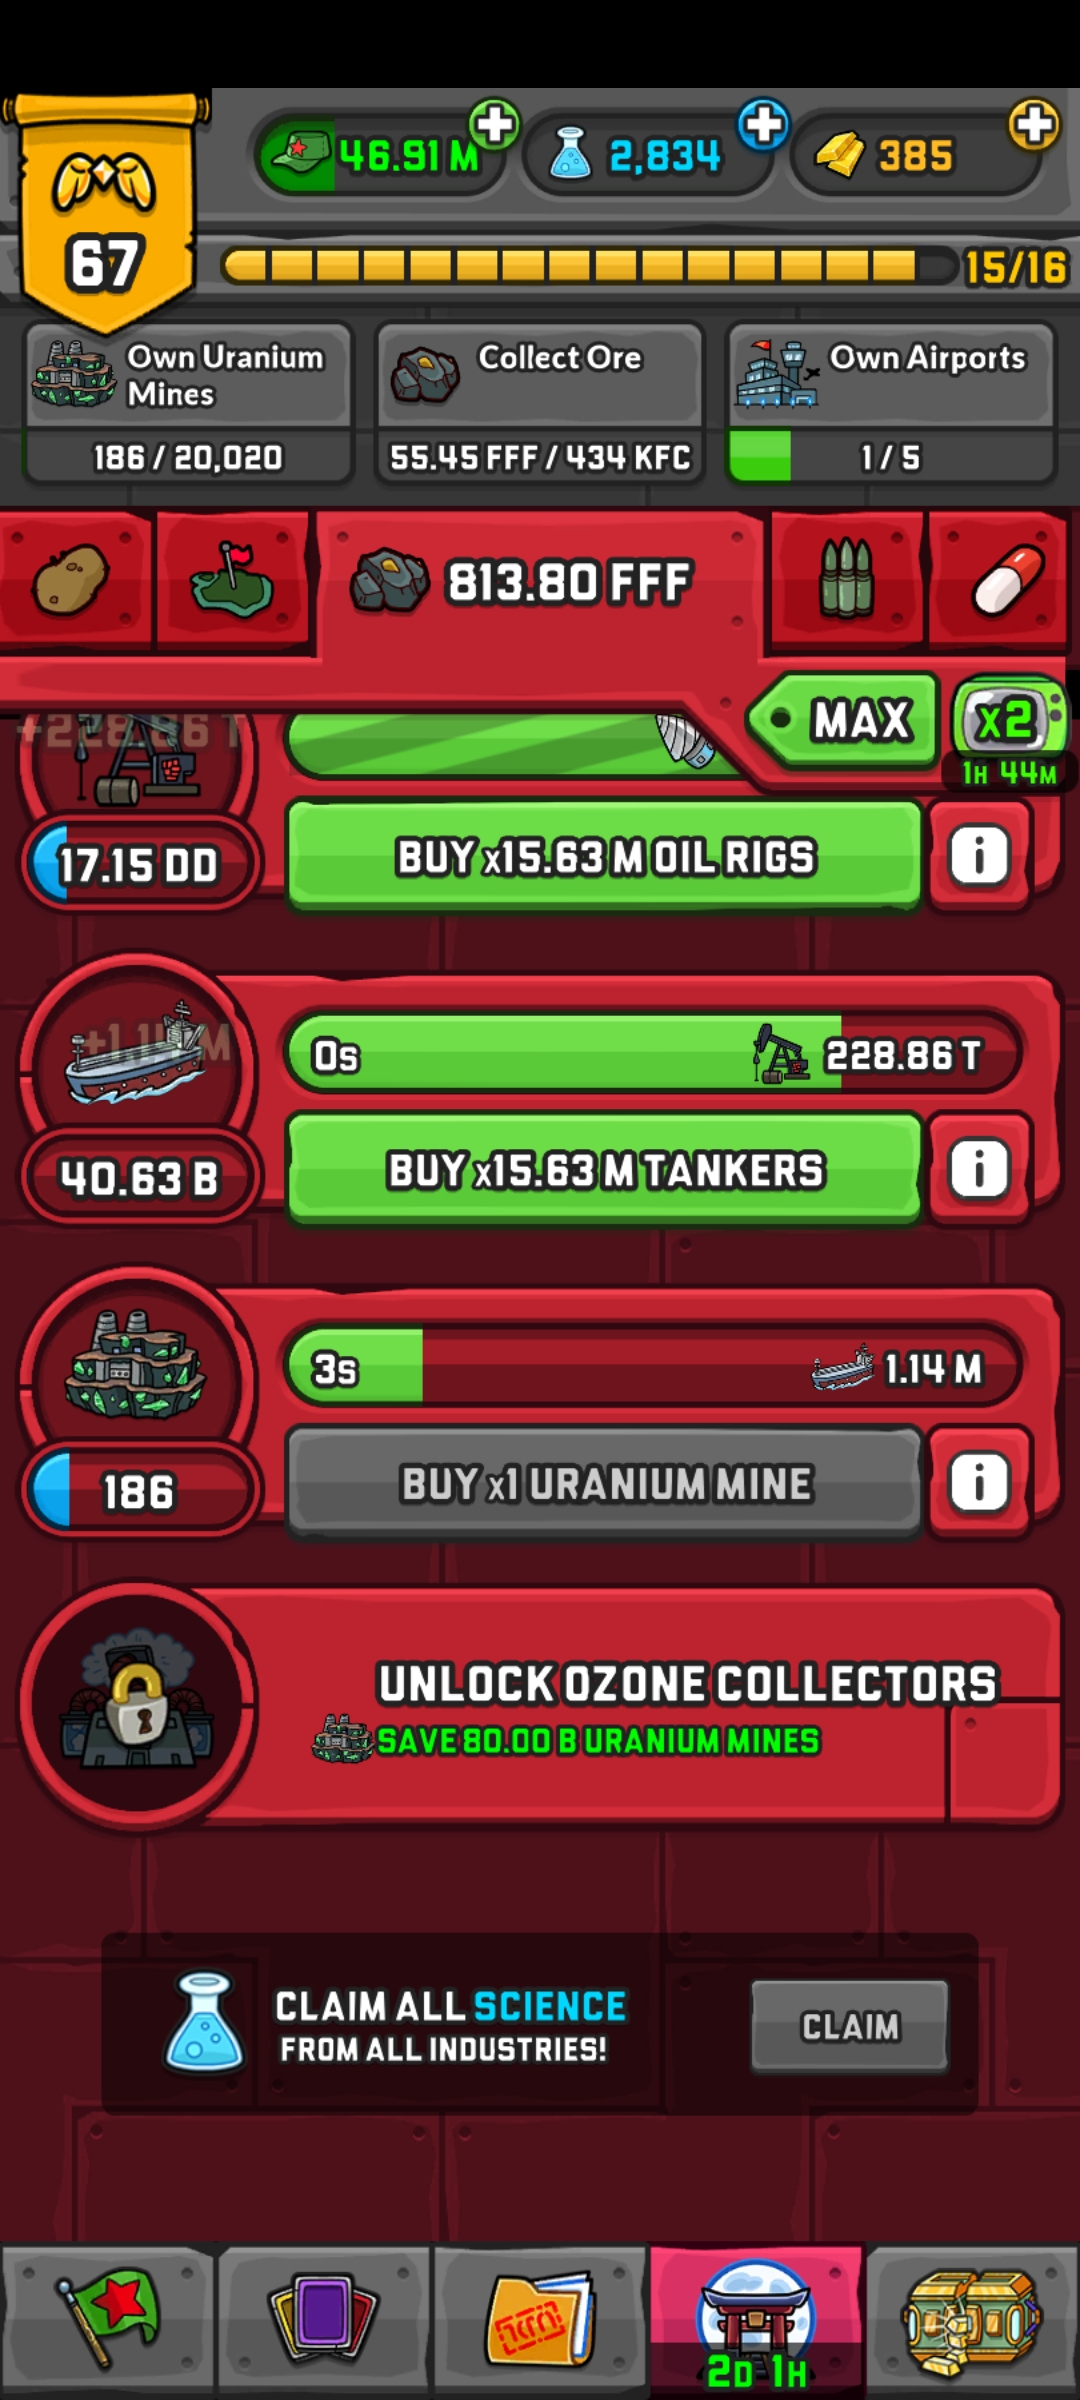 46.91 M
2,834
385
67
15/16
Own Uranium
Mines
186 / 20,020
Collect Ore
55.45 FFF / 434 KFC
Own Airports
1 / 5
813.80 FFF
MAX
x2
1H 44M
+228.86 T
17.15 DD
BUY x15.63 M OIL RIGS
i
0s
228.86 T
40.63 B
BUY x15.63 M TANKERS
i
3s
1.14 M
186
BUY x1 URANIUM MINE
i
UNLOCK OZONE COLLECTORS
SAVE 80.00 B URANIUM MINES
CLAIM ALL SCIENCE
FROM ALL INDUSTRIES!
CLAIM
2D 1H